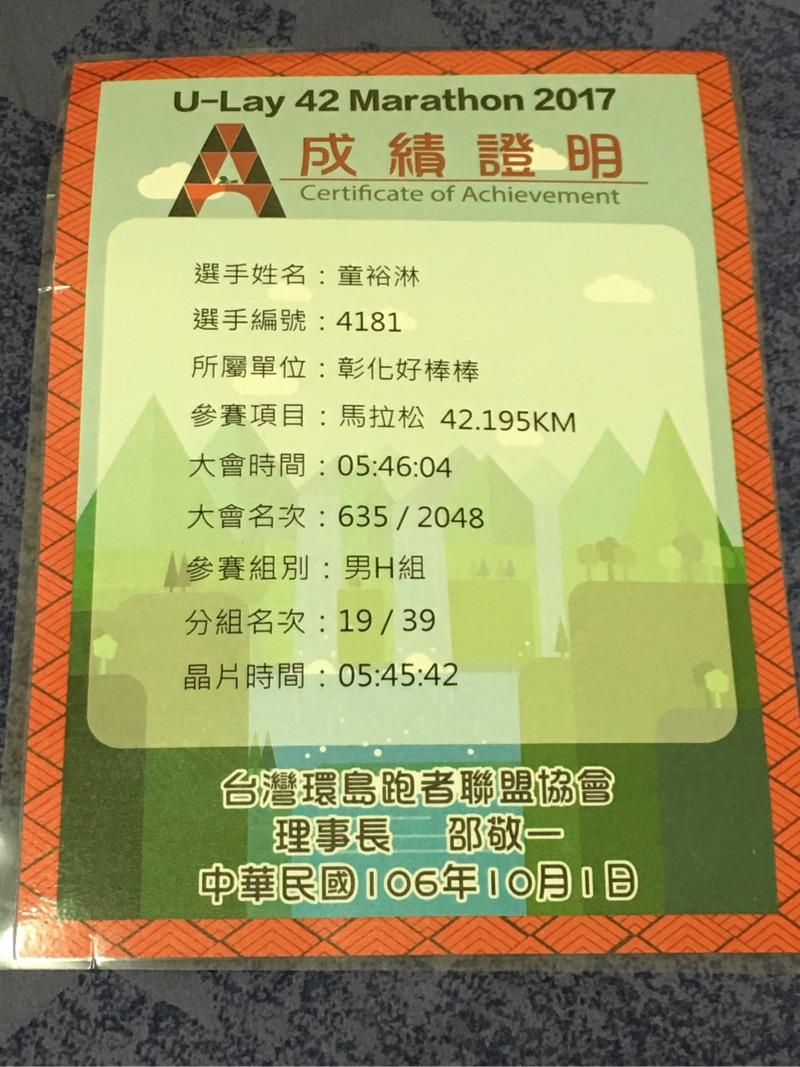 U-Lay 42 Marathon 2017
成績證明
Certificate of Achievement
選手姓名：童裕淋
選手編號：4181
所屬單位：彰化好棒棒
參賽項目：馬拉松 42.195KM
大會時間：05:46:04
大會名次：635 / 2048
參賽組別：男H組
分組名次：19 / 39
晶片時間：05:45:42
台灣環島跑者聯盟協會
理事長 邵敬一
中華民國106年10月1日